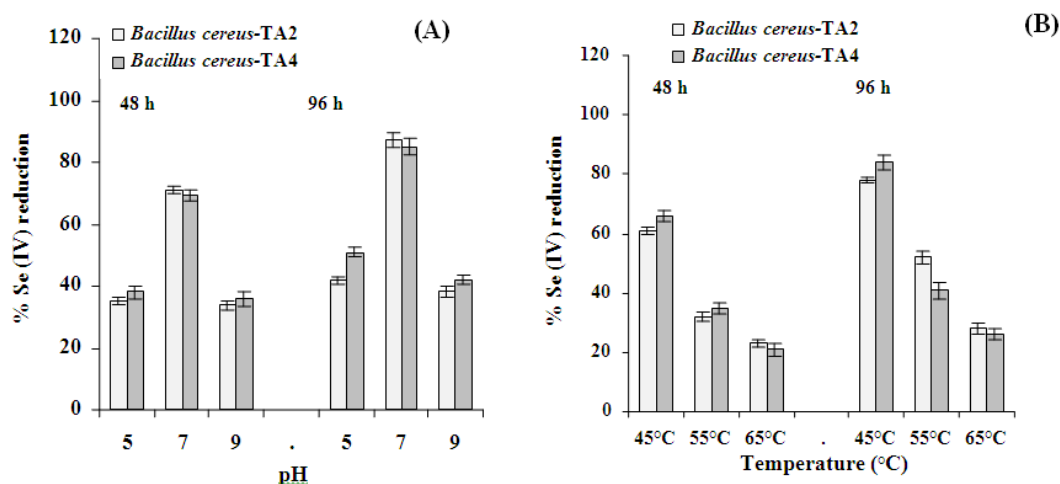 (A)
Bacillus cereus-TA2
Bacillus cereus-TA4
48 h
96 h
% Se (IV) reduction
120
100
80
60
40
20
0
5 7 9 . 5 7 9
pH
(B)
Bacillus cereus-TA2
Bacillus cereus-TA4
48 h
96 h
% Se (IV) reduction
120
100
80
60
40
20
0
45°C 55°C 65°C . 45°C 55°C 65°C
Temperature (°C)